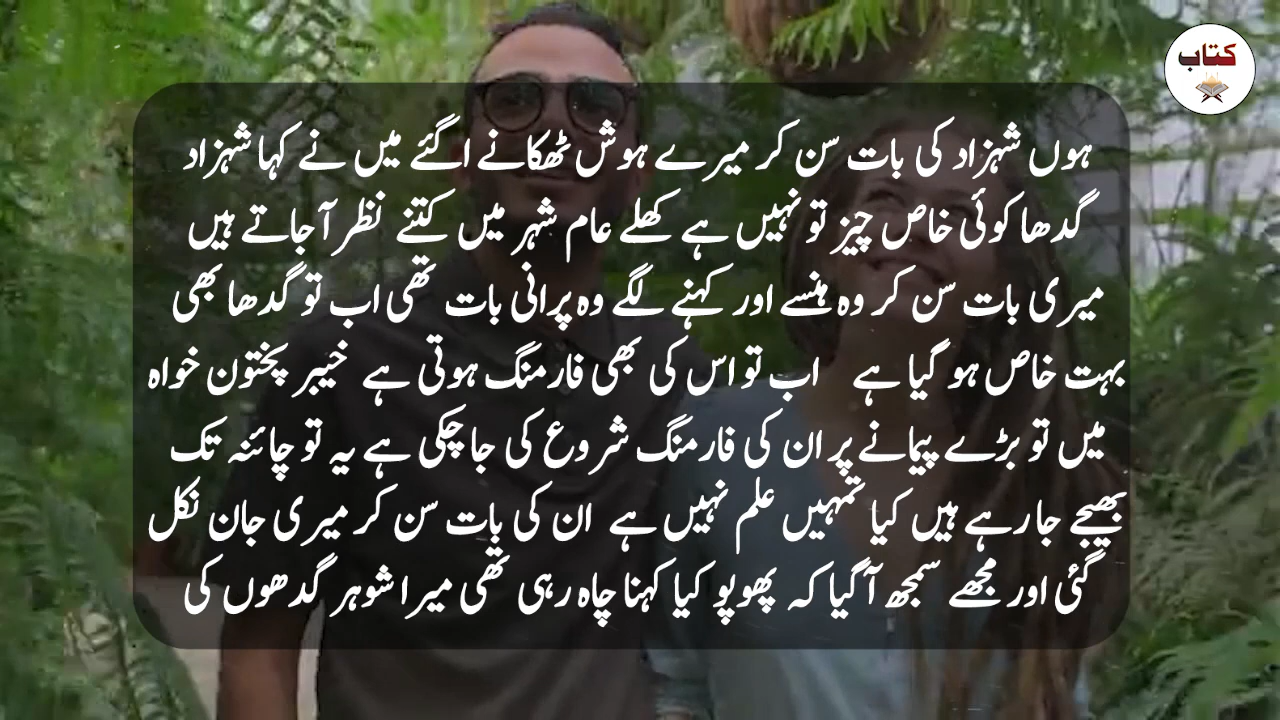 کتاب
ہوں شہزاد کی بات سن کر میرے ہوش ٹھکانے اگئے میں نے کہا شہزاد
گدھا کوئی خاص چیز تو نہیں ہے کھلے عام شہر میں کتنے نظر آ جاتے ہیں
میری بات سن کر وہ ہنسے اور کہنے لگے وہ پرانی بات تھی اب تو گدھا بھی
بہت خاص ہو گیا ہے اب تو اس کی بھی فارمنگ ہوتی ہے خیبر پختون خواہ
میں تو بڑے پیمانے پر ان کی فارمنگ شروع کی جا چکی ہے یہ تو چائنہ تک
بھیجے جا رہے ہیں کیا تمہیں علم نہیں ہے ان کی بات سن کر میری جان نکل
گئی اور مجھے سمجھ آ گیا کہ پھوپو کیا کہنا چاہ رہی تھی میرا شوہر گدھوں کی